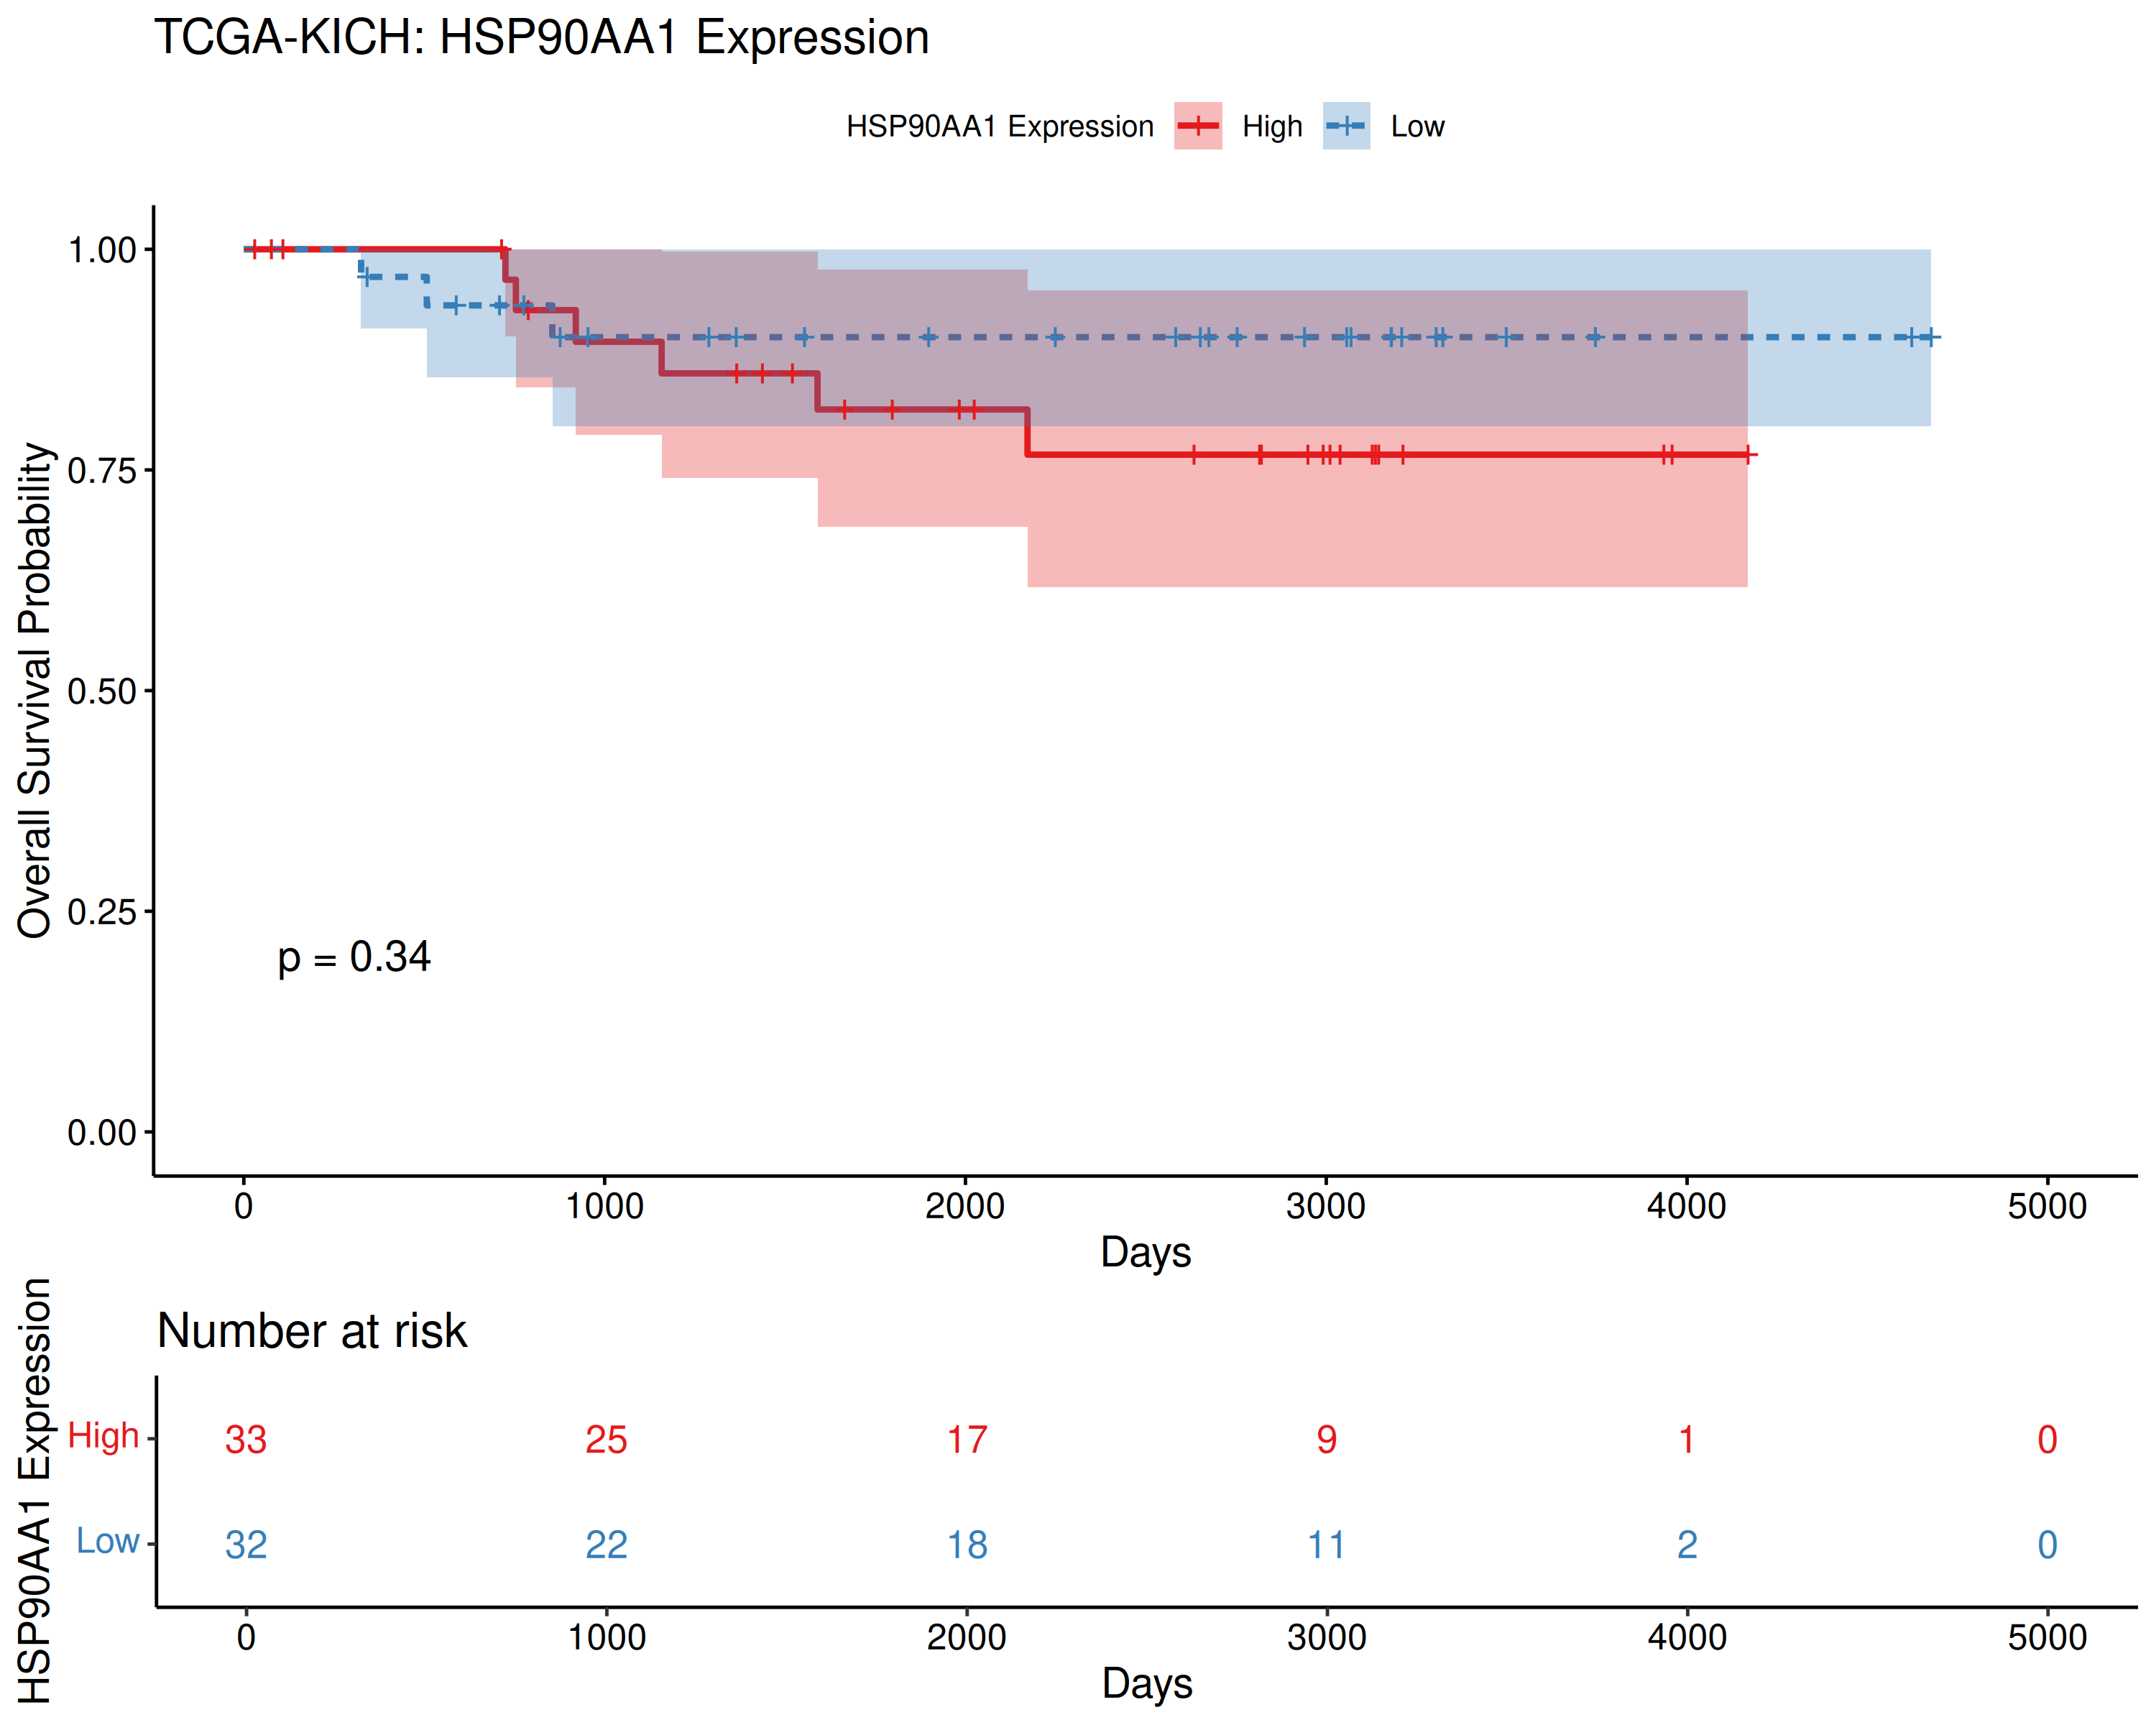 TCGA-KICH: HSP90AA1 Expression
HSP90AA1 Expression High Low
Overall Survival Probability
1.00
0.75
0.50
0.25
0.00
p = 0.34
0 1000 2000 3000 4000 5000
Days
Number at risk
HSP90AA1 Expression
High 33 25 17 9 1 0
Low 32 22 18 11 2 0
0 1000 2000 3000 4000 5000
Days